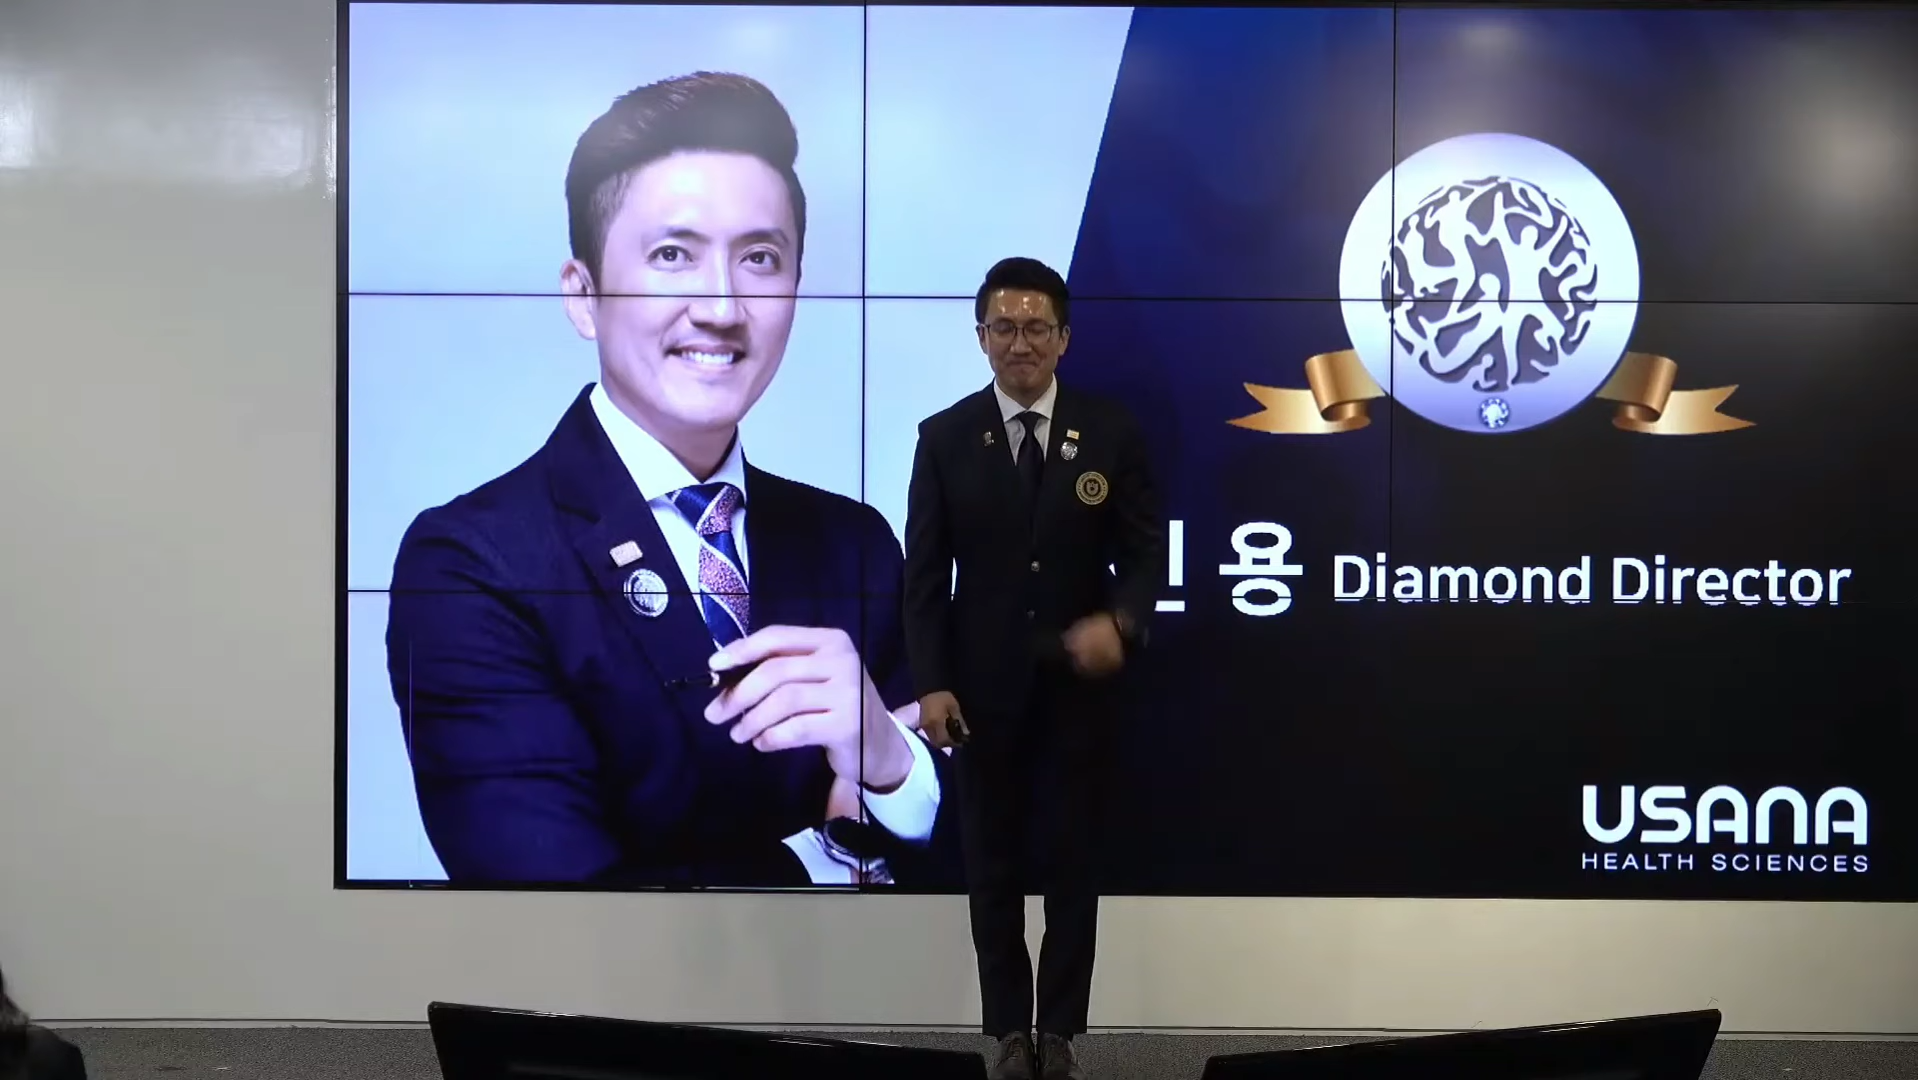 용 Diamond Director
USANA
HEALTH SCIENCES